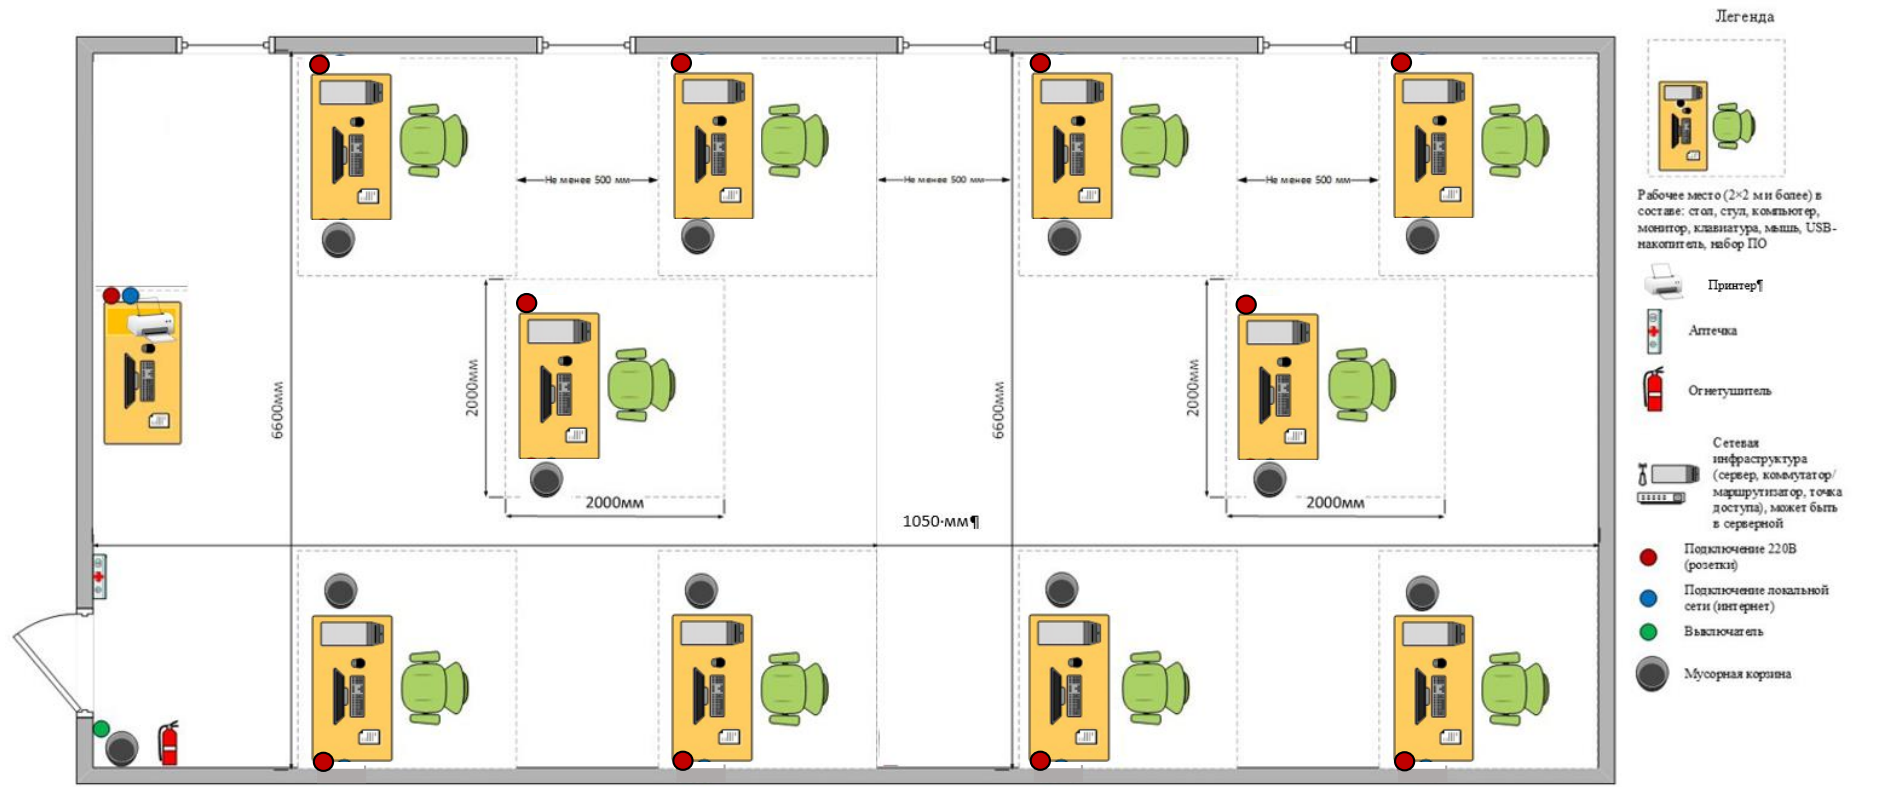 Легенда
Не менее 500 мм
Не менее 500 мм
Не менее 500 мм
Рабочее место (2×2 м и более) в
составе: стол, стул, компьютер,
монитор, клавиатура, мышь, USB-
накопитель, набор ПО
Принтер¶
Аптечка
Огнетушитель
6600мм
2000мм
2000мм
6600мм
2000мм
2000мм
1050·мм¶
Сетевая
инфраструктура
(сервер, коммутатор/
маршрутизатор, точка
доступа), может быть
в серверной
Подключение 220В
(розетки)
Подключение локальной
сети (интернет)
Выключатель
Мусорная корзина